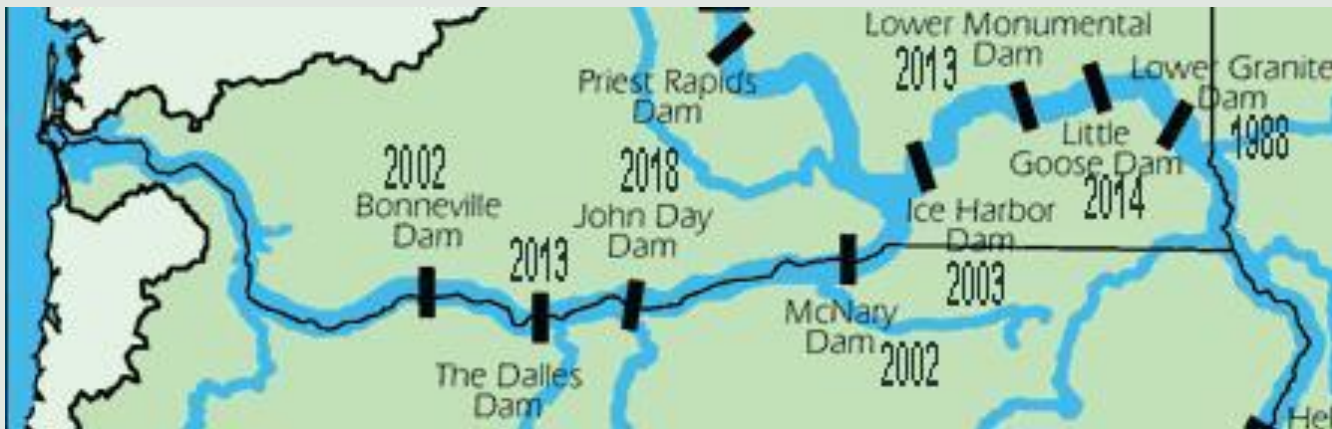 Lower Monumental
Dam
2013
Priest Rapids
Dam
Lower Granite
Dam
1988
Little
Goose Dam
2014
2002
Bonneville
Dam
2018
John Day
Dam
2013
Ice Harbor
Dam
2003
McNary
Dam
2002
The Dalles
Dam